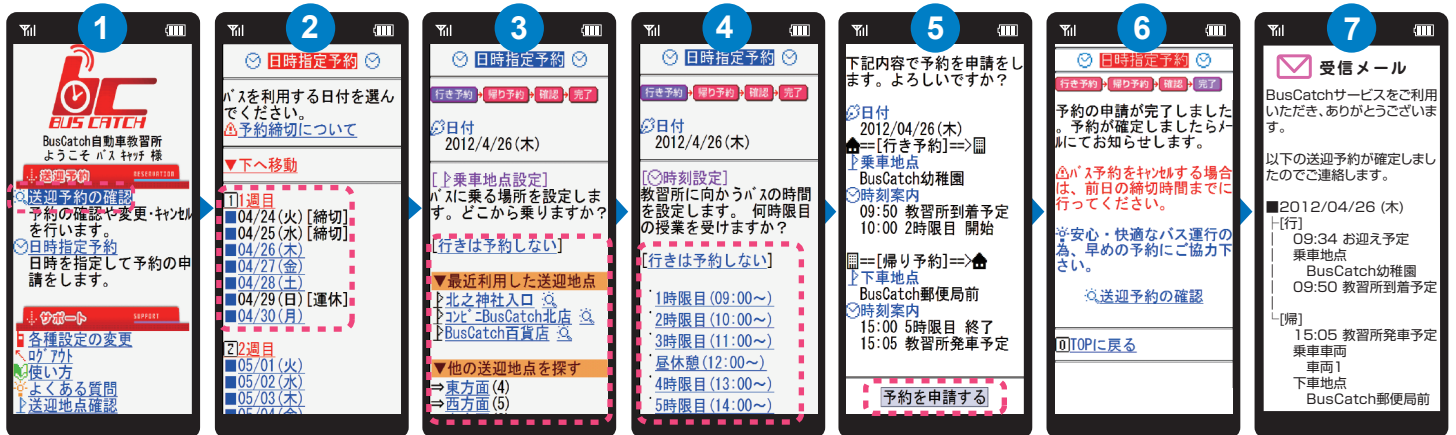 1
BUS CATCH
BusCatch自動車教習所
ようこそ バス キャッチ 様
送迎予約
RESERVATION
送迎予約の確認
予約の確認や変更・キャンセル
を行います。
日時指定予約
日時を指定して予約の申
請をします。
サポート
SUPPORT
各種設定の変更
ログアウト
使い方
よくある質問
送迎地点確認
2
日時指定予約
バスを利用する日付を選ん
でください。
予約締切について
▼下へ移動
1 1週目
■04/24(火)[締切]
■04/25(水)[締切]
■04/26(木)
■04/27(金)
■04/28(土)
■04/29(日)[運休]
■04/30(月)
2 2週目
■05/01(火)
■05/02(水)
■05/03(木)
■05/04(金)
3
日時指定予約
行き予約 帰り予約 確認 完了
日付
2012/4/26(木)
[乗車地点設定]
バスに乗る場所を設定しま
す。どこから乗りますか?
[行きは予約しない]
▼最近利用した送迎地点
北之神社入口
コンビニBusCatch北店
BusCatch百貨店
▼他の送迎地点を探す
⇒東方面(4)
⇒西方面(5)
4
日時指定予約
行き予約 帰り予約 確認 完了
日付
2012/4/26(木)
[時刻設定]
教習所に向かうバスの時間
を設定します。 何時限目
の授業を受けますか?
[行きは予約しない]
1時限目(09:00~)
2時限目(10:00~)
3時限目(11:00~)
昼休憩(12:00~)
4時限目(13:00~)
5時限目(14:00~)
5
下記内容で予約を申請をし
ます。よろしいですか?
日付
2012/04/26(木)
==[行き予約]==>
乗車地点
BusCatch幼稚園
時刻案内
09:50 教習所到着予定
10:00 2時限目 開始
==[帰り予約]==>
下車地点
BusCatch郵便局前
時刻案内
15:00 5時限目 終了
15:05 教習所発車予定
予約を申請する
6
日時指定予約
行き予約 帰り予約 確認 完了
予約の申請が完了しました
。予約が確定しましたらメー
ルにてお知らせします。
バス予約をキャンセルする場合
は、前日の締切時間までに
行ってください。
安心・快適なバス運行の
為、早めの予約にご協力下
さい。
送迎予約の確認
0 TOPに戻る
7
受信メール
BusCatchサービスをご利用
いただき、ありがとうございま
す。
以下の送迎予約が確定しまし
たのでご連絡します。
■2012/04/26 (木)
├[行]
│ 09:34 お迎え予定
│ 乗車地点
│ BusCatch幼稚園
│ 09:50 教習所到着予定
│
└[帰]
15:05 教習所発車予定
乗車車両
車両1
下車地点
BusCatch郵便局前